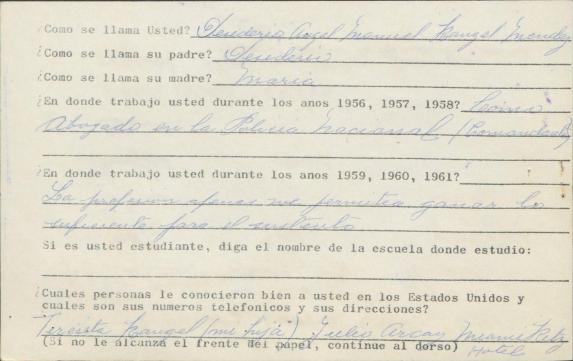 ¿Como se llama Usted? Desiderio Angel Manuel Rangel Mendez
¿Como se llama su padre? Desiderio
¿Como se llama su madre? Maria
¿En donde trabajo usted durante los anos 1956, 1957, 1958? Como
Abogado en la Policia Nacional (Comandante)
¿En donde trabajo usted durante los anos 1959, 1960, 1961?
La profesion apenas me permitia ganar lo
suficiente para el sustento
Si es usted estudiante, diga el nombre de la escuela donde estudio:
¿Cuales personas le conocieron bien a usted en los Estados Unidos y
cuales son sus numeros telefonicos y sus direcciones?
Teresita Rangel (mi hija) Julio Arcau Miami Ritz
(Si no le alcanza el frente del papel, continue al dorso) Hotel